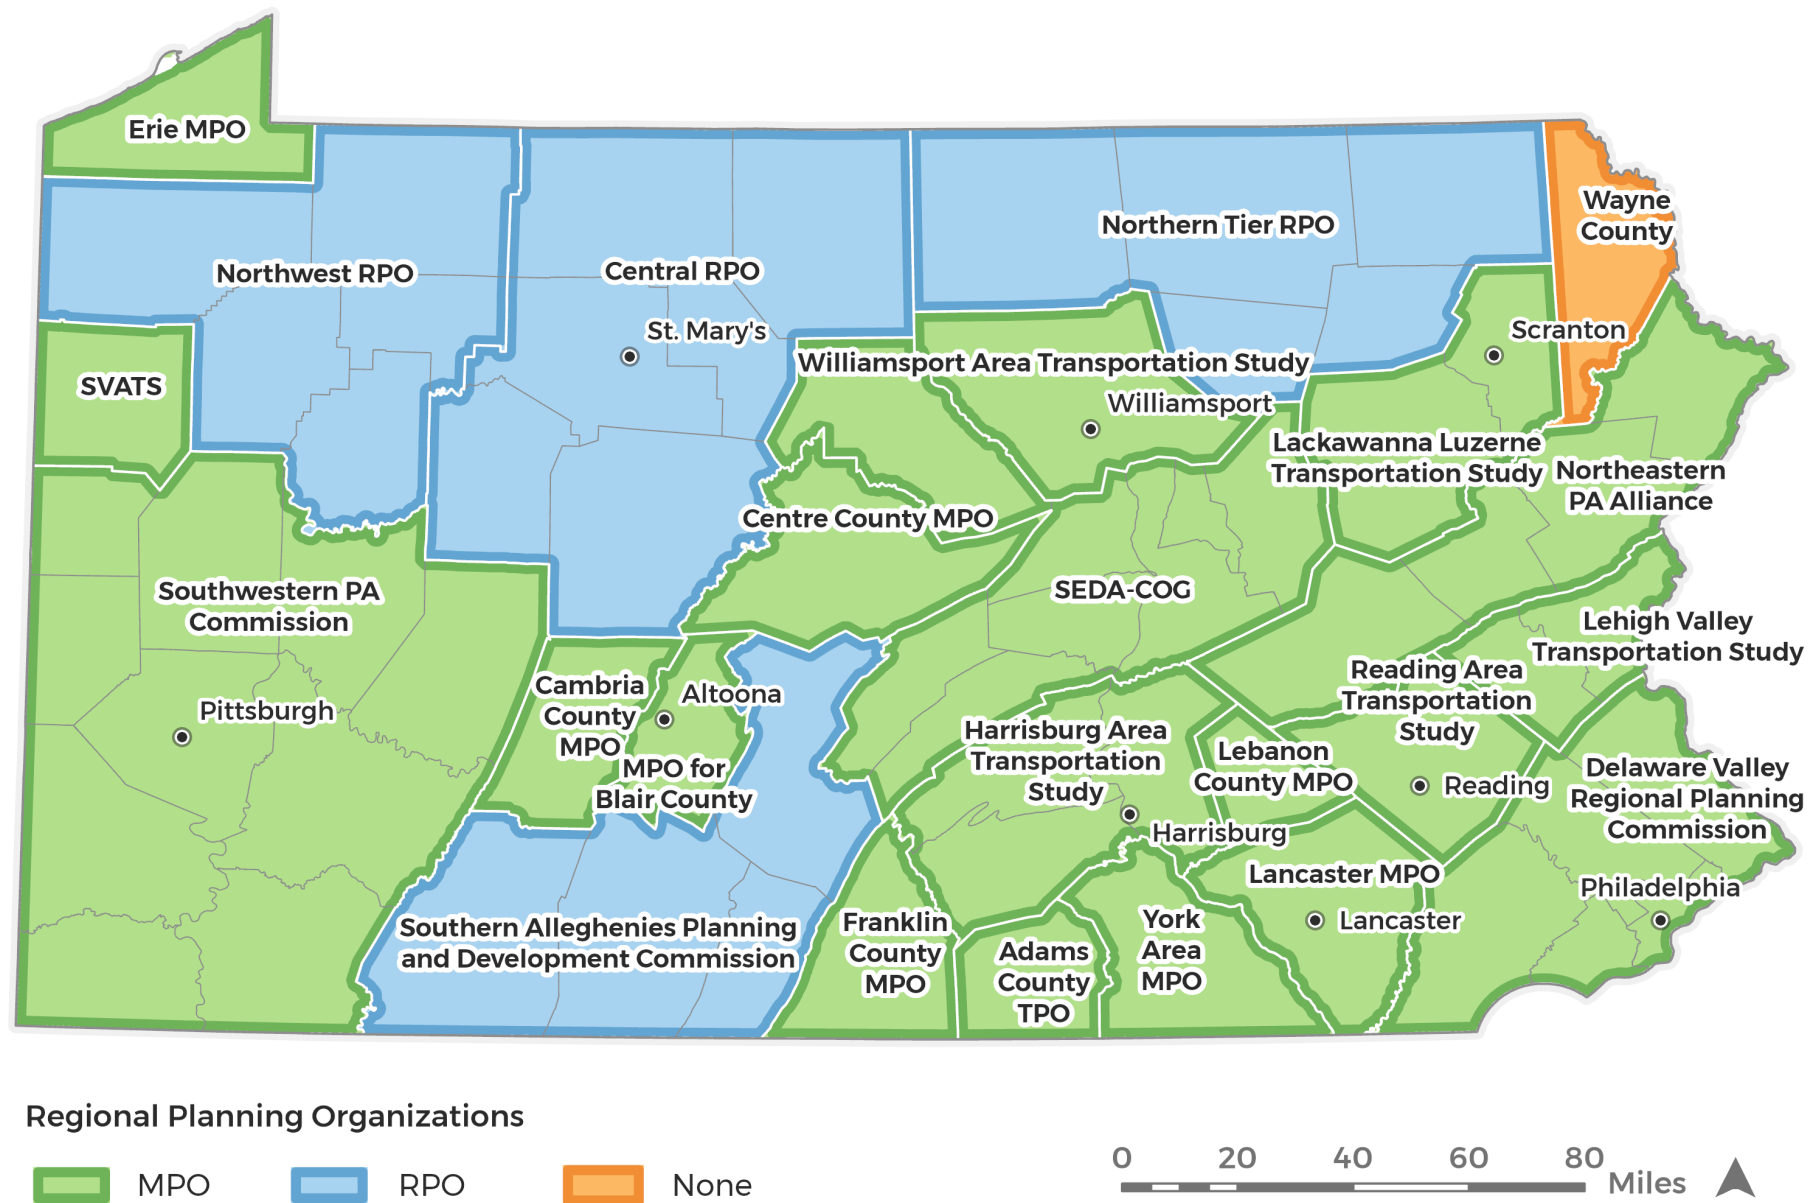 Erie MPO
Wayne
County
Northern Tier RPO
Northwest RPO
Central RPO
St. Mary's
Scranton
Williamsport Area Transportation Study
SVATS
Williamsport
Lackawanna Luzerne
Transportation Study
Northeastern
PA Alliance
Centre County MPO
Southwestern PA
Commission
SEDA-COG
Lehigh Valley
Transportation Study
Reading Area
Transportation
Study
Cambria
County
MPO
Altoona
Pittsburgh
Harrisburg Area
Transportation
Study
Lebanon
County MPO
MPO for
Blair County
Reading
Delaware Valley
Regional Planning
Commission
Harrisburg
Lancaster MPO
Philadelphia
Southern Alleghenies Planning
and Development Commission
Franklin
County
MPO
York
Area
MPO
Lancaster
Adams
County
TPO
Regional Planning Organizations
MPO
RPO
None
0 20 40 60 80
Miles